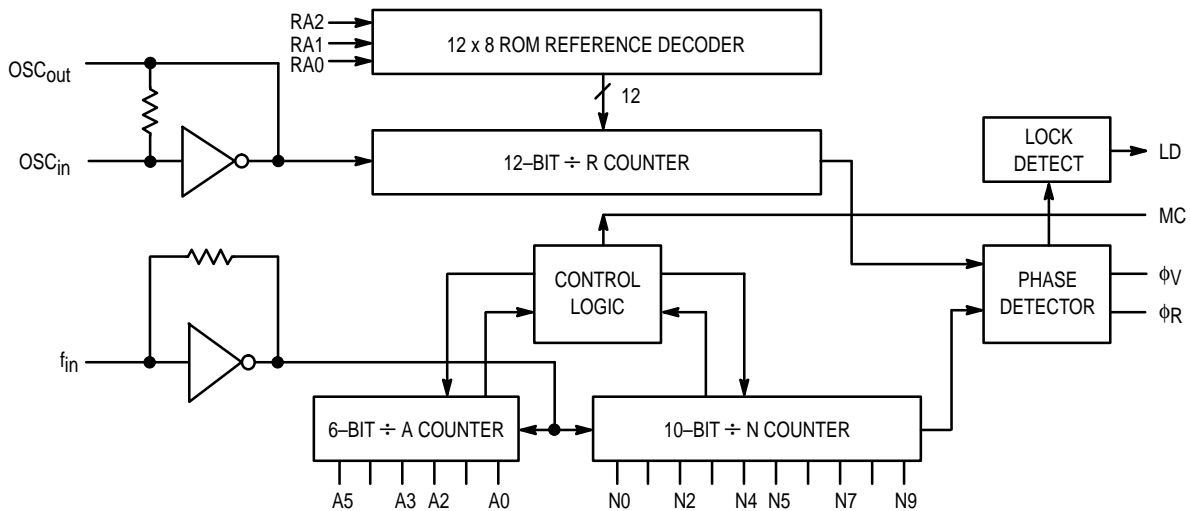 RA2
RA1
RA0
12 x 8 ROM REFERENCE DECODER
OSCout
12
OSCin
12–BIT ÷ R COUNTER
LOCK
DETECT
LD
MC
CONTROL
LOGIC
PHASE
DETECTOR
ϕV
ϕR
fin
6–BIT ÷ A COUNTER
10–BIT ÷ N COUNTER
A5 A3 A2 A0 N0 N2 N4 N5 N7 N9